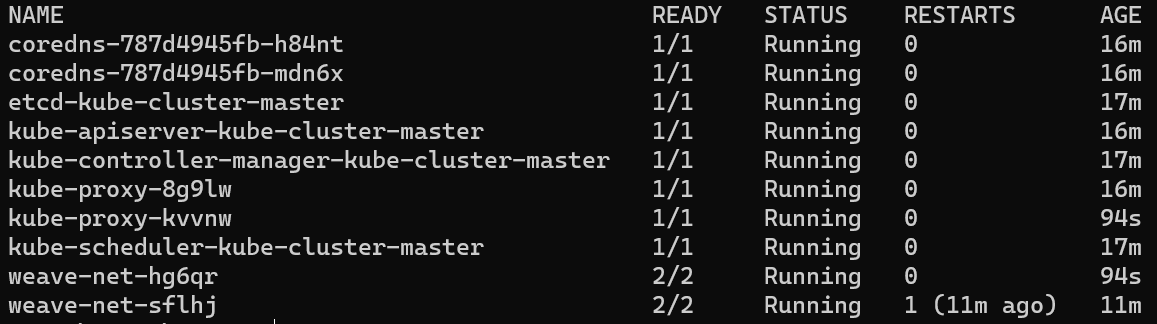 NAME READY STATUS RESTARTS AGE
coredns-787d4945fb-h84nt 1/1 Running 0 16m
coredns-787d4945fb-mdn6x 1/1 Running 0 16m
etcd-kube-cluster-master 1/1 Running 0 17m
kube-apiserver-kube-cluster-master 1/1 Running 0 16m
kube-controller-manager-kube-cluster-master 1/1 Running 0 17m
kube-proxy-8g9lw 1/1 Running 0 16m
kube-proxy-kvvnw 1/1 Running 0 94s
kube-scheduler-kube-cluster-master 1/1 Running 0 17m
weave-net-hg6qr 2/2 Running 0 94s
weave-net-sflhj 2/2 Running 1 (11m ago) 11m